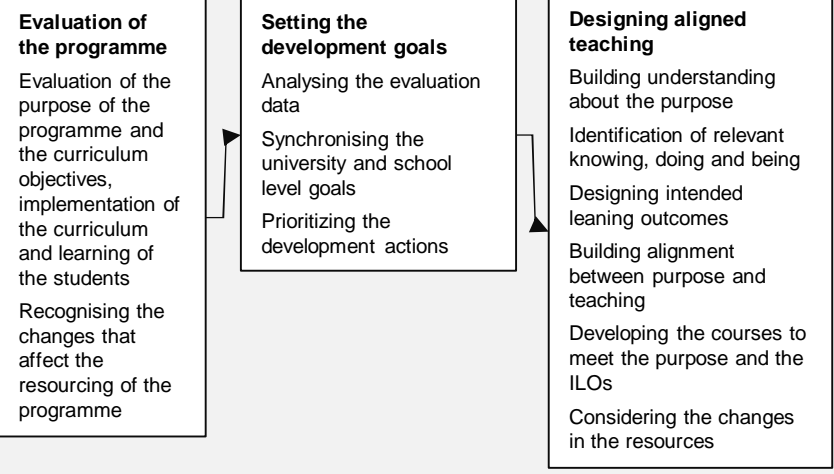 Evaluation of
the programme
Evaluation of the
purpose of the
programme and
the curriculum
objectives,
implementation of
the curriculum
and learning of
the students
Recognising the
changes that
affect the
resourcing of the
programme
Setting the
development goals
Analysing the evaluation
data
Synchronising the
university and school
level goals
Prioritizing the
development actions
Designing aligned
teaching
Building understanding
about the purpose
Identification of relevant
knowing, doing and being
Designing intended
leaning outcomes
Building alignment
between purpose and
teaching
Developing the courses to
meet the purpose and the
ILOs
Considering the changes
in the resources